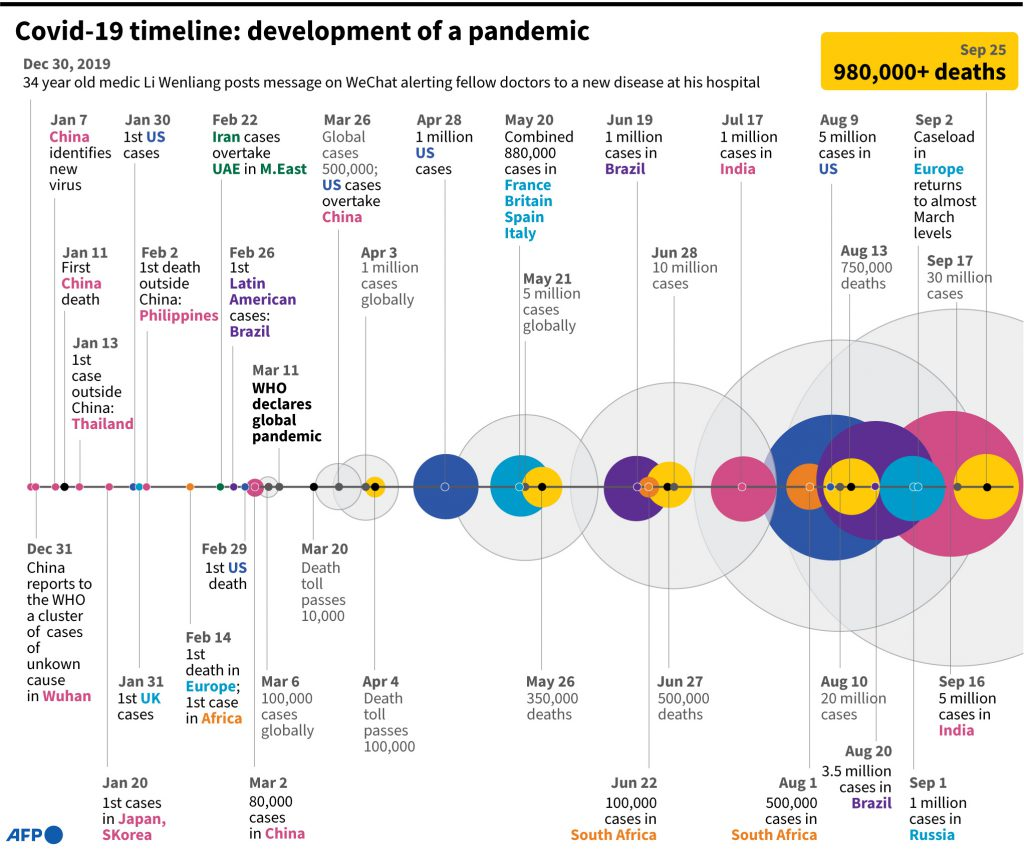 Covid-19 timeline: development of a pandemic
Sep 25
980,000+ deaths
Dec 30, 2019
34 year old medic Li Wenliang posts message on WeChat alerting fellow doctors to a new disease at his hospital
Jan 7
China
identifies
new
virus
Jan 30
1st US
cases
Feb 22
Iran cases
overtake
UAE in M.East
Mar 26
Global
cases
500,000;
US cases
overtake
China
Apr 28
1 million
US
cases
May 20
Combined
880,000
cases in
France
Britain
Spain
Italy
Jun 19
1 million
cases in
Brazil
Jul 17
1 million
cases in
India
Aug 9
5 million
cases in
US
Sep 2
Caseload
in
Europe
returns
to almost
March
levels
Jan 11
First
China
death
Feb 2
1st death
outside
China:
Philippines
Feb 26
1st
Latin
American
cases:
Brazil
Apr 3
1 million
cases
globally
May 21
5 million
cases
globally
Jun 28
10 million
cases
Aug 13
750,000
deaths
Sep 17
30 million
cases
Jan 13
1st
case
outside
China:
Thailand
Mar 11
WHO
declares
global
pandemic
Dec 31
China
reports to
the WHO
a cluster
of cases
of
unkown
cause
in Wuhan
Feb 29
1st US
death
Mar 20
Death
toll
passes
10,000
Jan 31
1st UK
cases
Feb 14
1st
death in
Europe;
1st case
in Africa
Mar 6
100,000
cases
globally
Apr 4
Death
toll
passes
100,000
May 26
350,000
deaths
Jun 27
500,000
deaths
Aug 10
20 million
cases
Sep 16
5 million
cases in
India
Jan 20
1st cases
in Japan,
SKorea
Mar 2
80,000
cases
in China
Jun 22
100,000
cases in
South Africa
Aug 1
500,000
cases in
South Africa
Aug 20
3.5 million
cases in
Brazil
Sep 1
1 million
cases in
Russia
AFP